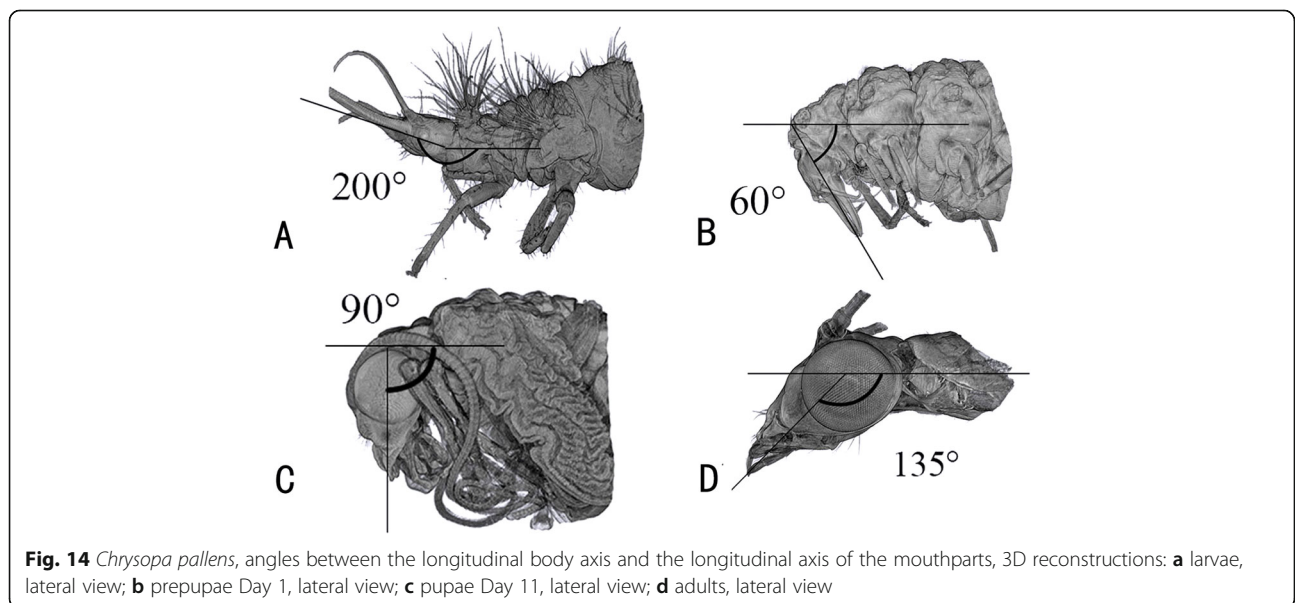 200°
A
60°
B
90°
C
135°
D
Fig. 14 Chrysopa pallens, angles between the longitudinal body axis and the longitudinal axis of the mouthparts, 3D reconstructions: a larvae,
lateral view; b prepupae Day 1, lateral view; c pupae Day 11, lateral view; d adults, lateral view